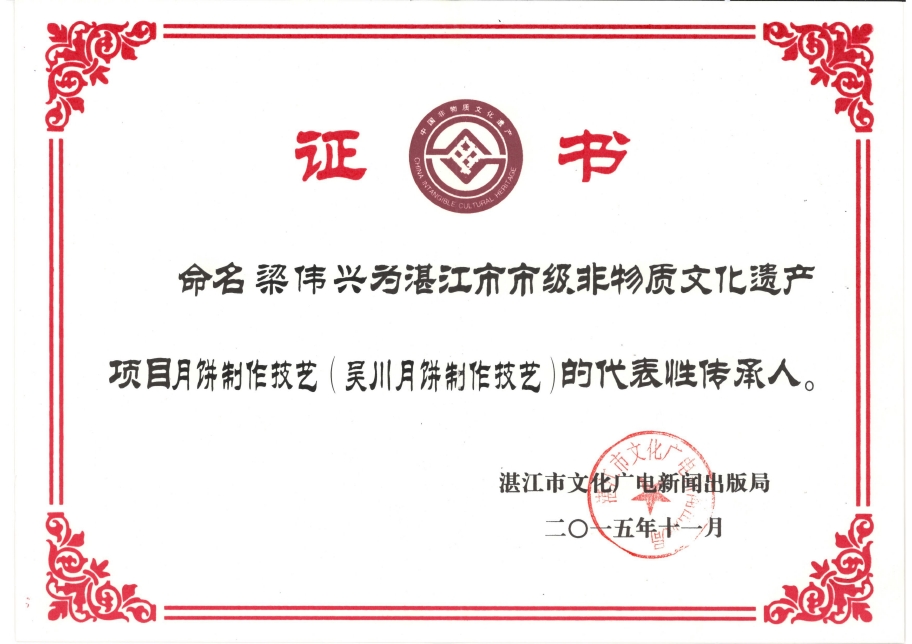 证 书
中国非物质文化遗产
CHINA INTANGIBLE CULTURAL HERITAGE
命名梁伟兴为湛江市市级非物质文化遗产
项目月饼制作技艺(吴川月饼制作技艺)的代表性传承人。
湛江市文化广电新闻出版局
二〇一五年十一月
湛江市文化广电新闻出版局